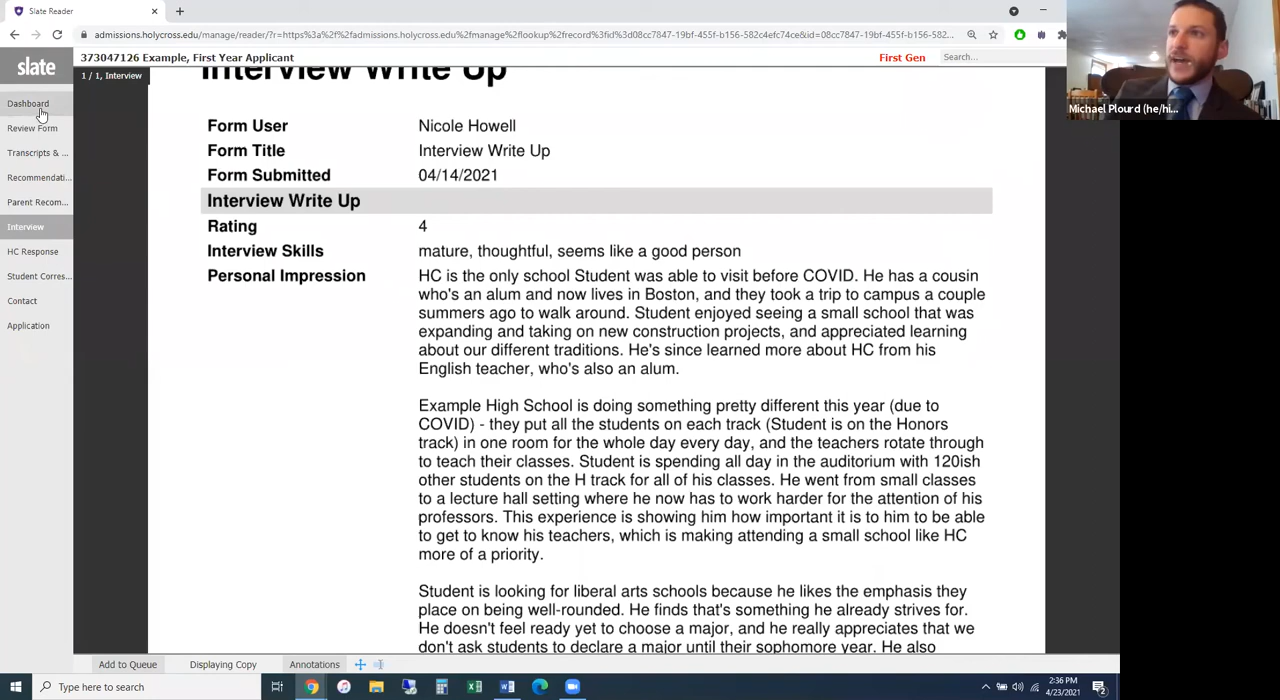 Slate Reader
admissions.holycross.edu/manage/reader/?r=https%3a%2f%2fadmissions.holycross.edu%2fmanage%2flookup%2frecord%3fid%3d08cc7847-19bf-455f-b156-582c4efc74ce&id=08cc7847-19bf-455f-b156-...
slate
373047126 Example, First Year Applicant
First Gen
Search...
1 / 1, Interview
Michael Plourd (he/hi...
Dashboard
Review Form
Transcripts & ...
Recommendati...
Parent Recom...
Interview
HC Response
Student Corres...
Contact
Application
Interview Write Up
Form User Nicole Howell
Form Title Interview Write Up
Form Submitted 04/14/2021
Interview Write Up
Rating 4
Interview Skills mature, thoughtful, seems like a good person
Personal Impression HC is the only school Student was able to visit before COVID. He has a cousin
who's an alum and now lives in Boston, and they took a trip to campus a couple
summers ago to walk around. Student enjoyed seeing a small school that was
expanding and taking on new construction projects, and appreciated learning
about our different traditions. He's since learned more about HC from his
English teacher, who's also an alum.
Example High School is doing something pretty different this year (due to
COVID) - they put all the students on each track (Student is on the Honors
track) in one room for the whole day every day, and the teachers rotate through
to teach their classes. Student is spending all day in the auditorium with 120ish
other students on the H track for all of his classes. He went from small classes
to a lecture hall setting where he now has to work harder for the attention of his
professors. This experience is showing him how important it is to him to be able
to get to know his teachers, which is making attending a small school like HC
more of a priority.
Student is looking for liberal arts schools because he likes the emphasis they
place on being well-rounded. He finds that's something he already strives for.
He doesn't feel ready yet to choose a major, and he really appreciates that we
don't ask students to declare a major until their sophomore year. He also
Add to Queue
Displaying Copy
Annotations
Type here to search
2:36 PM
4/23/2021
2